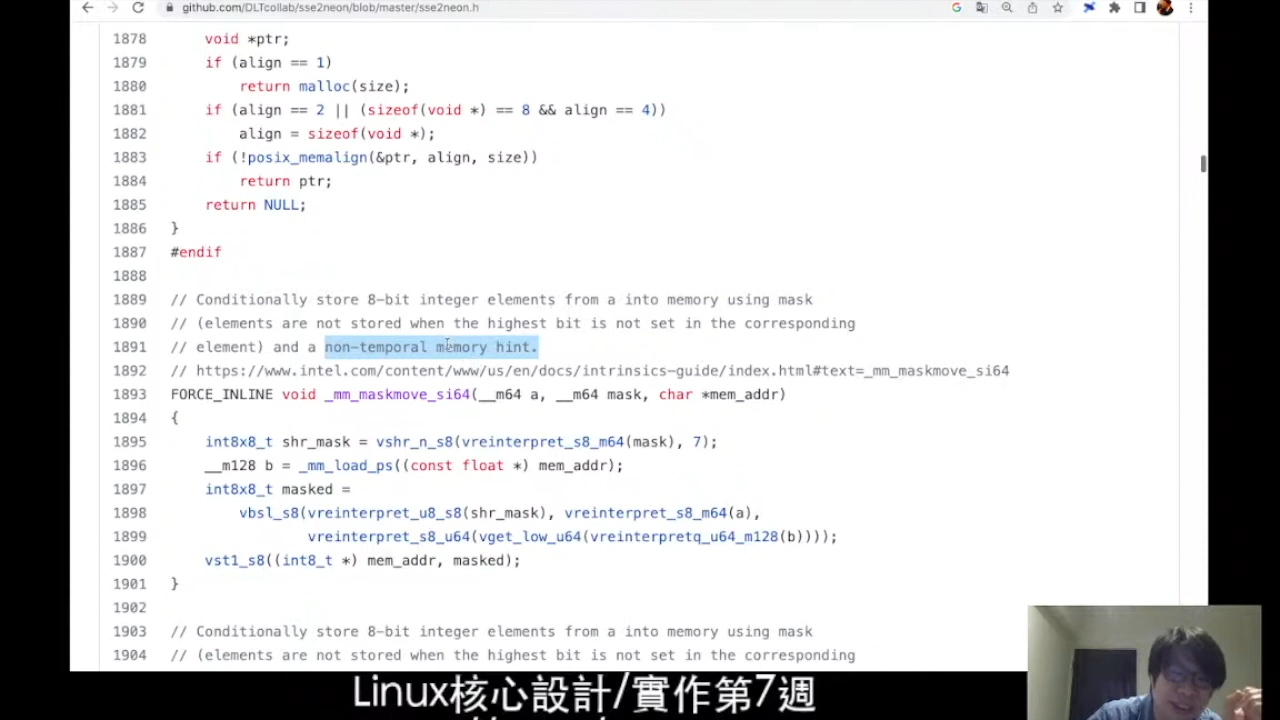 github.com/DLTcollab/sse2neon/blob/master/sse2neon.h
1878 void *ptr;
1879 if (align == 1)
1880 return malloc(size);
1881 if (align == 2 || (sizeof(void *) == 8 && align == 4))
1882 align = sizeof(void *);
1883 if (!posix_memalign(&ptr, align, size))
1884 return ptr;
1885 return NULL;
1886 }
1887 #endif
1888
1889 // Conditionally store 8-bit integer elements from a into memory using mask
1890 // (elements are not stored when the highest bit is not set in the corresponding
1891 // element) and a non-temporal memory hint.
1892 // https://www.intel.com/content/www/us/en/docs/intrinsics-guide/index.html#text=_mm_maskmove_si64
1893 FORCE_INLINE void _mm_maskmove_si64(__m64 a, __m64 mask, char *mem_addr)
1894 {
1895 int8x8_t shr_mask = vshr_n_s8(vreinterpret_s8_m64(mask), 7);
1896 __m128 b = _mm_load_ps((const float *) mem_addr);
1897 int8x8_t masked =
1898 vbsl_s8(vreinterpret_u8_s8(shr_mask), vreinterpret_s8_m64(a),
1899 vreinterpret_s8_u64(vget_low_u64(vreinterpretq_u64_m128(b))));
1900 vst1_s8((int8_t *) mem_addr, masked);
1901 }
1902
1903 // Conditionally store 8-bit integer elements from a into memory using mask
1904 // (elements are not stored when the highest bit is not set in the corresponding
Linux核心設計/實作第7週